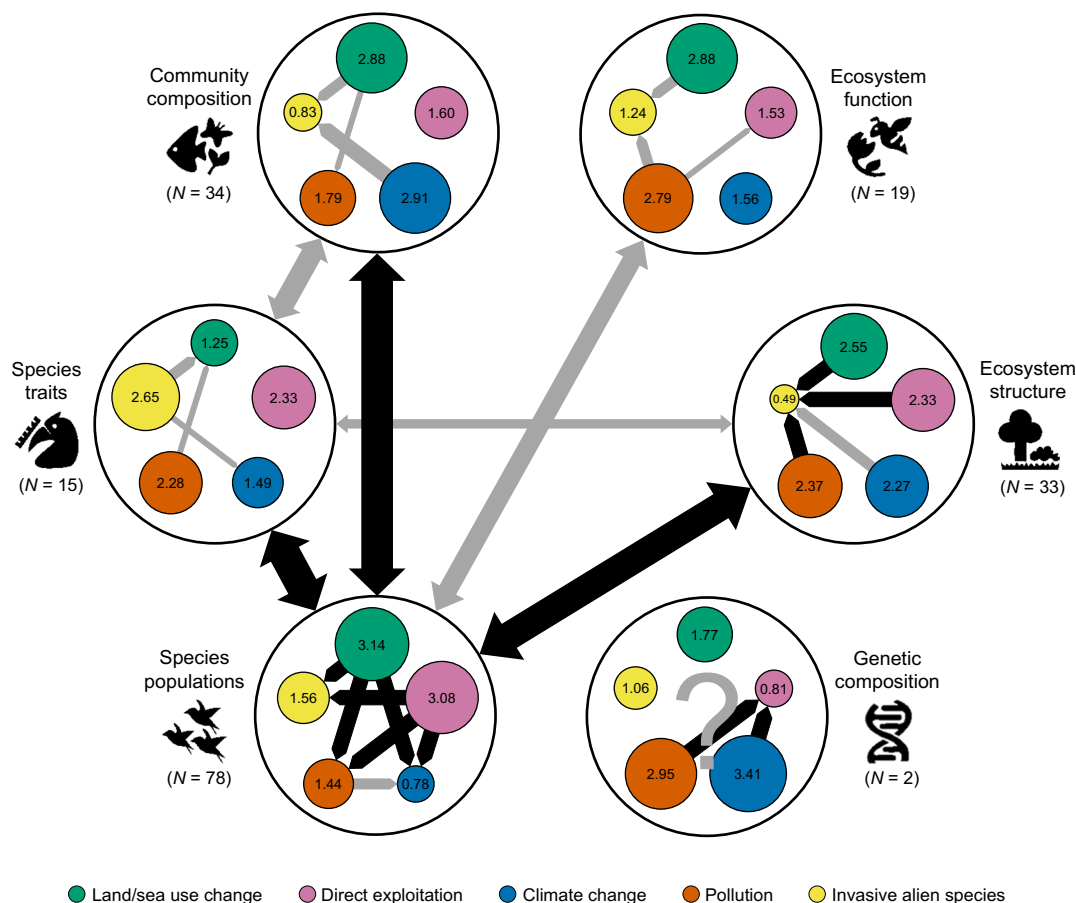 Community
composition
(N = 34)
2.88
0.83
1.60
1.79
2.91
Ecosystem
function
(N = 19)
2.88
1.24
1.53
2.79
1.56
Species
traits
(N = 15)
1.25
2.65
2.33
2.28
1.49
Ecosystem
structure
(N = 33)
2.55
0.49
2.33
2.37
2.27
Species
populations
(N = 78)
3.14
1.56
3.08
1.44
0.78
Genetic
composition
(N = 2)
1.77
1.06
0.81
?
2.95
3.41
Land/sea use change
Direct exploitation
Climate change
Pollution
Invasive alien species